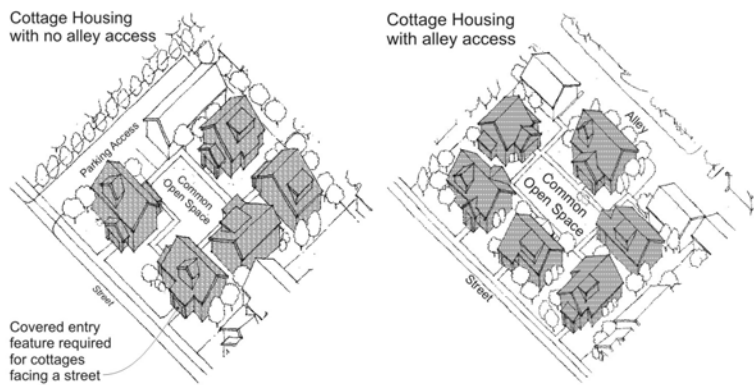 Cottage Housing
with no alley access
Parking Access
Common
Open Space
Street
Covered entry
feature required
for cottages
facing a street
Cottage Housing
with alley access
Alley
Common
Open Space
Street